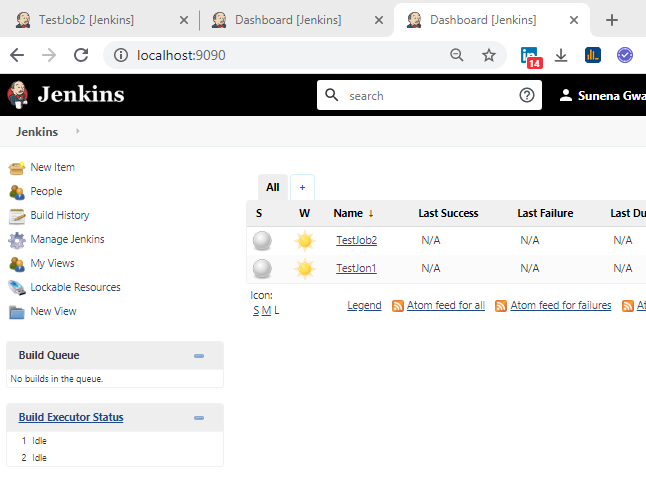 TestJob2 [Jenkins]
Dashboard [Jenkins]
Dashboard [Jenkins]
localhost:9090
14
Jenkins
search
Sunena Gwa
Jenkins
New Item
People
Build History
Manage Jenkins
My Views
Lockable Resources
New View
Build Queue
No builds in the queue.
Build Executor Status
1 Idle
2 Idle
All +
S W Name ↓ Last Success Last Failure Last Du
TestJob2 N/A N/A N/A
TestJon1 N/A N/A N/A
Icon:
S M L
Legend Atom feed for all Atom feed for failures At